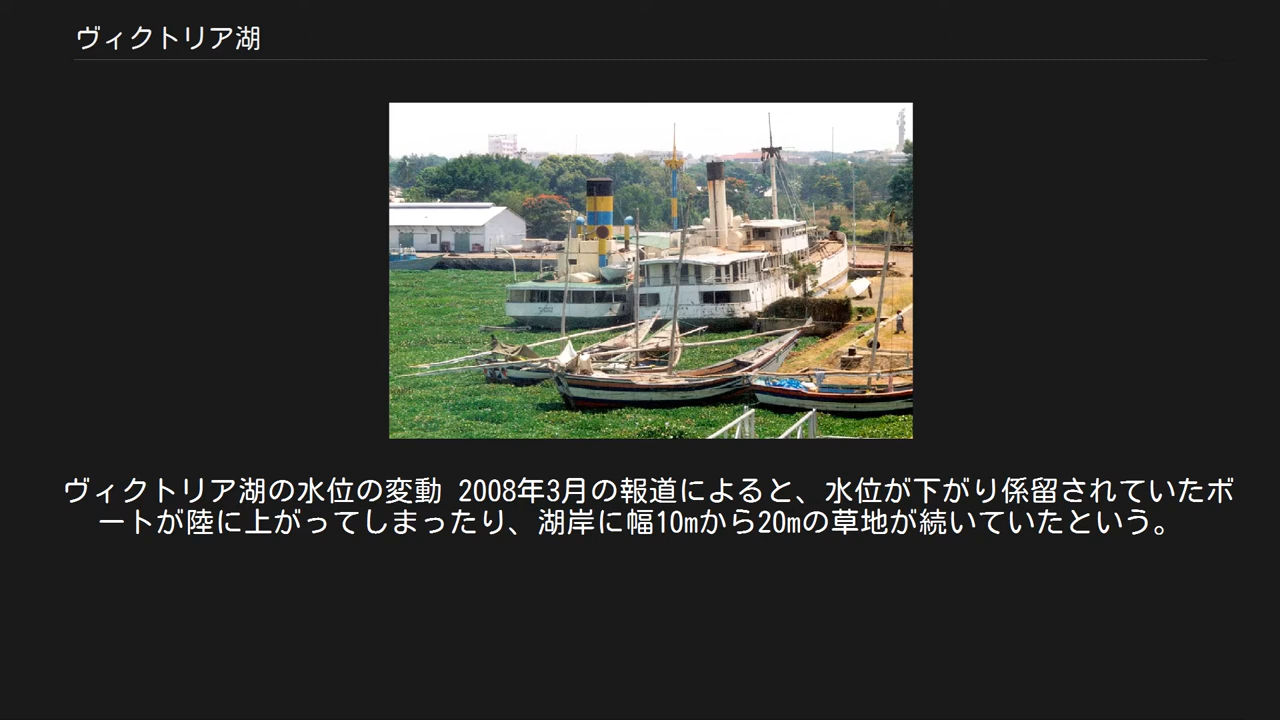 ヴィクトリア湖
ヴィクトリア湖の水位の変動 2008年3月の報道によると、水位が下がり係留されていたボ
ートが陸に上がってしまったり、湖岸に幅10mから20mの草地が続いていたという。